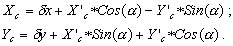 X_c = δx + X'_c*Cos(α) − Y'_c*Sin(α) ;
Y_c = δy + X'_c*Sin(α) + Y'_c*Cos(α) .